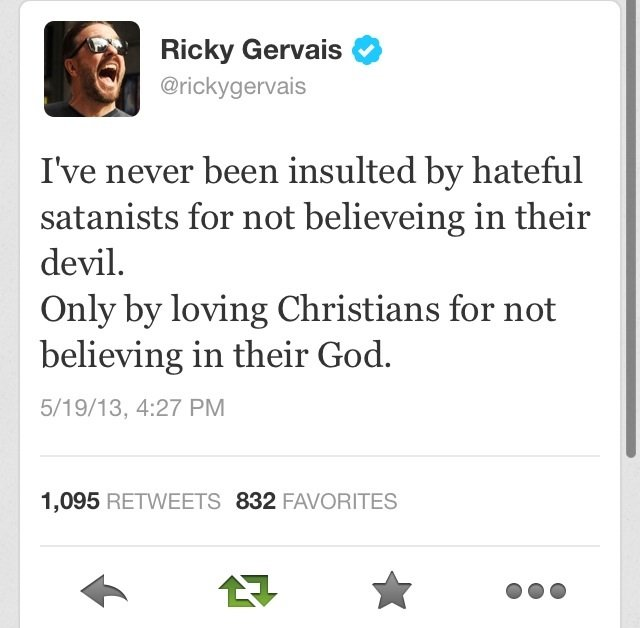 Ricky Gervais
@rickygervais
I've never been insulted by hateful
satanists for not believeing in their
devil.
Only by loving Christians for not
believing in their God.
5/19/13, 4:27 PM
1,095 RETWEETS 832 FAVORITES